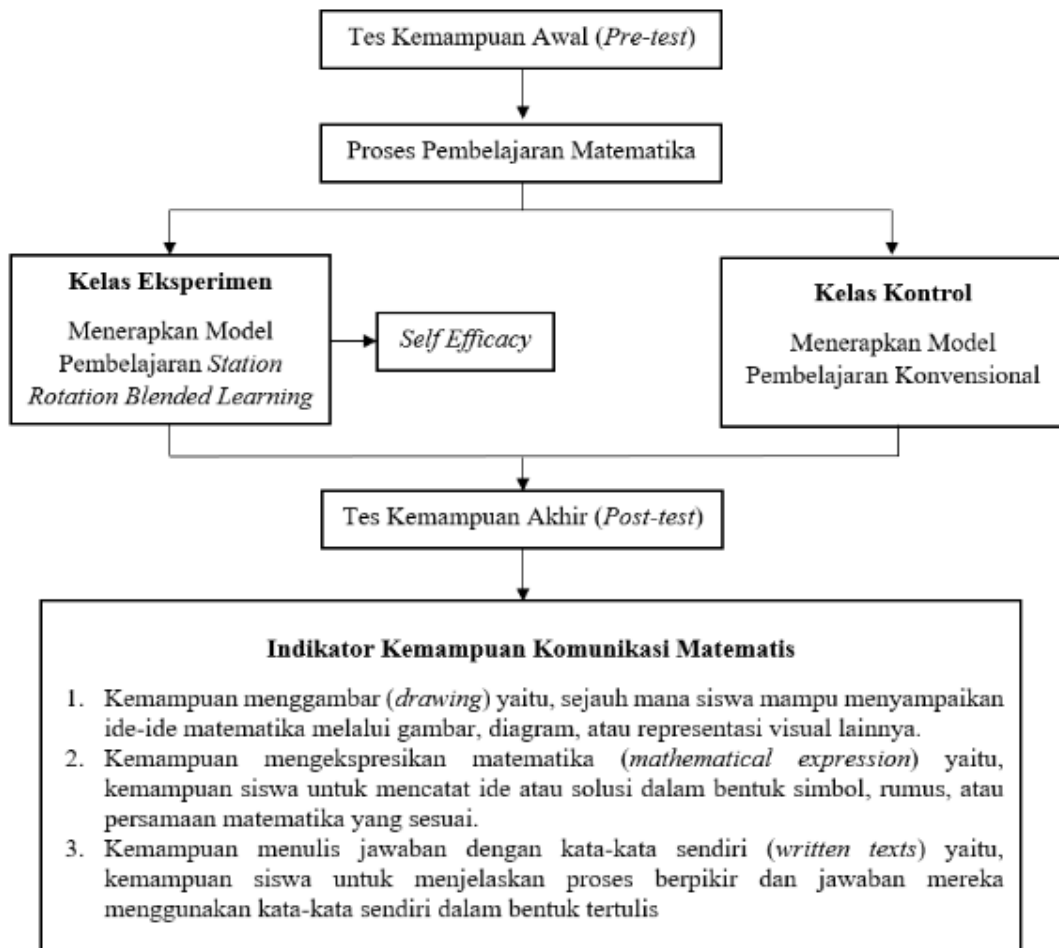 Tes Kemampuan Awal (Pre-test)
Proses Pembelajaran Matematika
Kelas Eksperimen
Menerapkan Model
Pembelajaran Station
Rotation Blended Learning
Self Efficacy
Kelas Kontrol
Menerapkan Model
Pembelajaran Konvensional
Tes Kemampuan Akhir (Post-test)
Indikator Kemampuan Komunikasi Matematis
1. Kemampuan menggambar (drawing) yaitu, sejauh mana siswa mampu menyampaikan
ide-ide matematika melalui gambar, diagram, atau representasi visual lainnya.
2. Kemampuan mengekspresikan matematika (mathematical expression) yaitu,
kemampuan siswa untuk mencatat ide atau solusi dalam bentuk simbol, rumus, atau
persamaan matematika yang sesuai.
3. Kemampuan menulis jawaban dengan kata-kata sendiri (written texts) yaitu,
kemampuan siswa untuk menjelaskan proses berpikir dan jawaban mereka
menggunakan kata-kata sendiri dalam bentuk tertulis